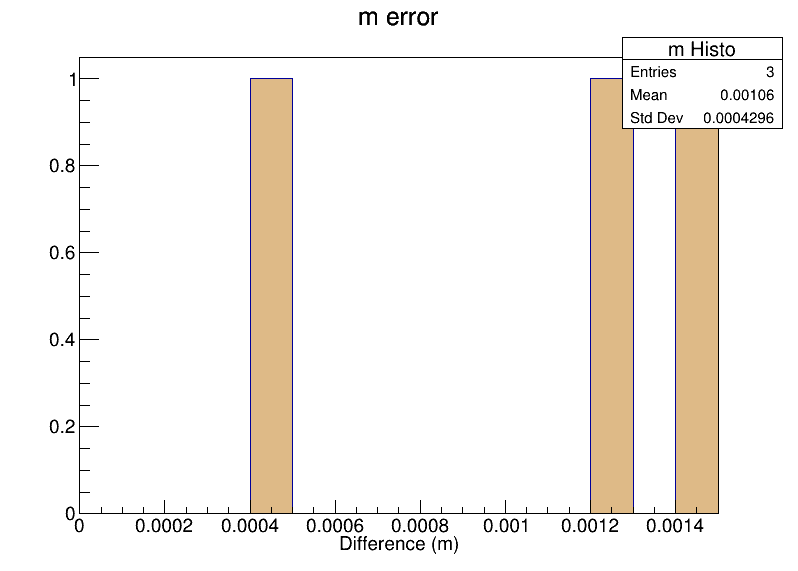 m error
m Histo
Entries 3
Mean 0.00106
Std Dev 0.0004296
1
0.8
0.6
0.4
0.2
0
0 0.0002 0.0004 0.0006 0.0008 0.001 0.0012 0.0014
Difference (m)